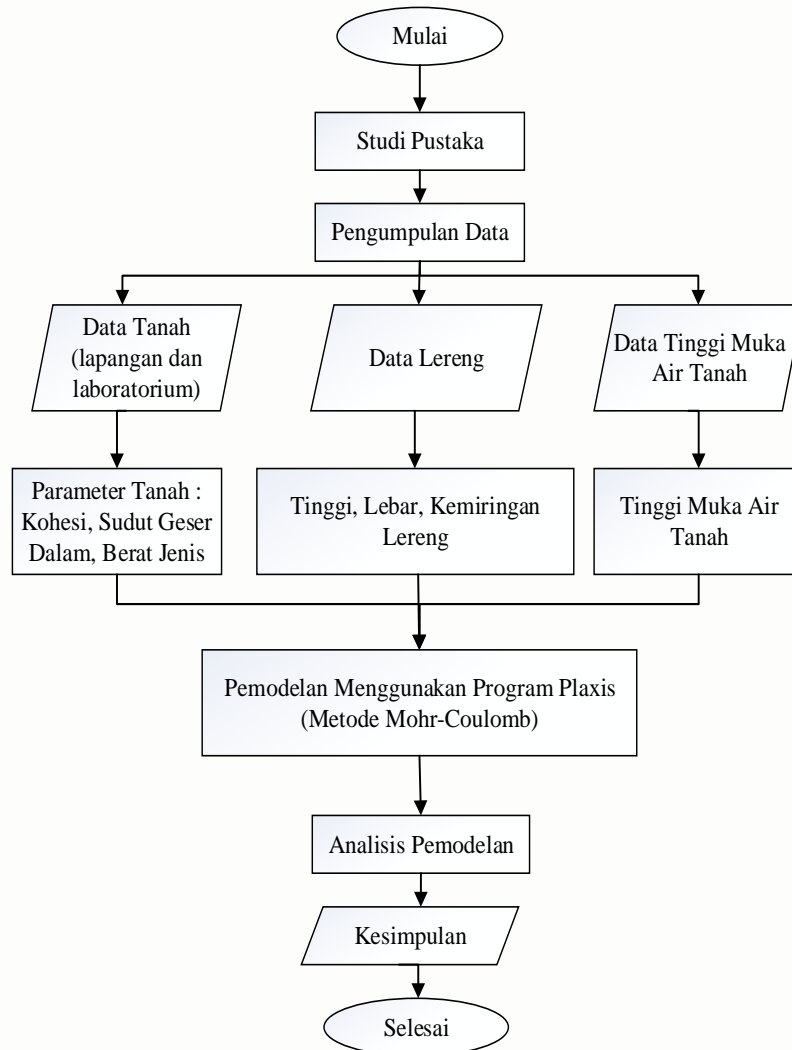 Mulai
Studi Pustaka
Pengumpulan Data
Data Tanah
(lapangan dan
laboratorium)
Data Lereng
Data Tinggi Muka
Air Tanah
Parameter Tanah :
Kohesi, Sudut Geser
Dalam, Berat Jenis
Tinggi, Lebar, Kemiringan
Lereng
Tinggi Muka Air
Tanah
Pemodelan Menggunakan Program Plaxis
(Metode Mohr-Coulomb)
Analisis Pemodelan
Kesimpulan
Selesai